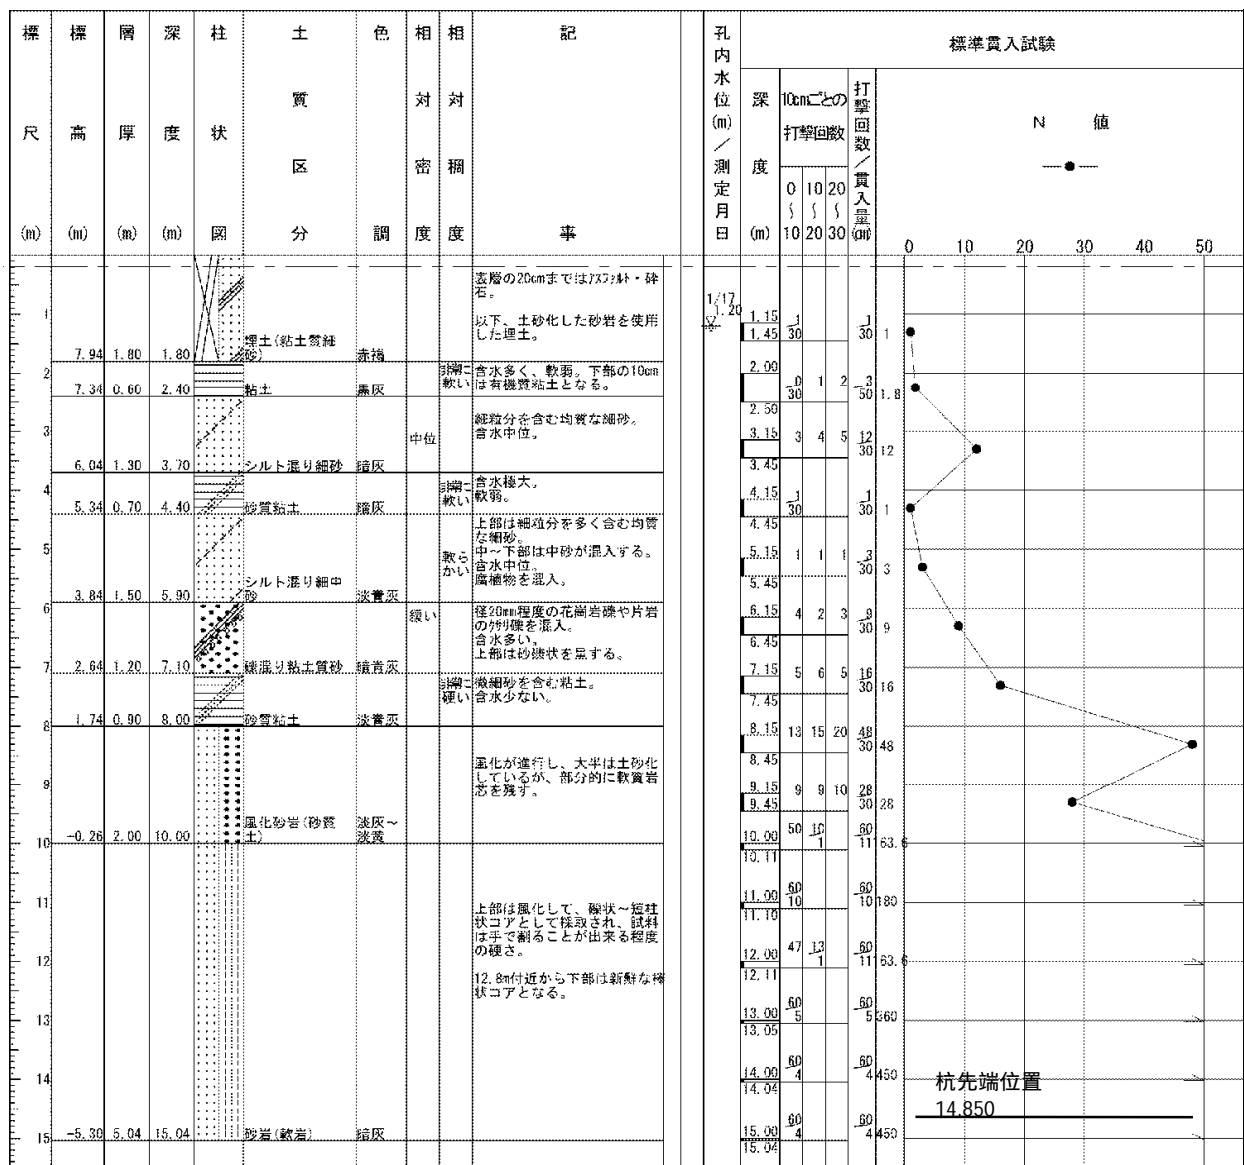 標尺(m) 標高(m) 層厚(m) 深度(m) 柱状図 土質区分 色調 相対密度 相対稠度 記事 孔内水位(m)／測定月日 標準貫入試験
深度(m) 10cmごとの打撃回数 打撃回数／貫入量(cm) N 値
0～10 10～20 20～30
0 10 20 30 40 50
表層の20cmまではｱｽﾌｧﾙﾄ・砕
石。
以下、土砂化した砂岩を使用
した埋土。
7.94 1.80 1.80 埋土(粘土質細砂) 赤褐
1/17
1.20
1
1.15 1/30 1/30 1
1.45
含水多く、軟弱。下部の10cm
は有機質粘土となる。
2
7.34 0.60 2.40 粘土 黒灰 非常に軟い
2.00 0/30 1 2 3/50 1.8
2.50
細粒分を含む均質な細砂。
含水中位。
3
6.04 1.30 3.70 シルト混り細砂 暗灰 中位
3.15 3 4 5 12/30 12
3.45
含水極大。
軟弱。
4
5.34 0.70 4.40 砂質粘土 暗灰 非常に軟い
4.15 1/30 1/30 1
4.45
上部は細粒分を多く含む均質
な細砂。
中～下部は中砂が混入する。
含水中位。
腐植物を混入。
5
3.84 1.50 5.90 シルト混り細中砂 淡青灰 軟らかい
5.15 1 1 1 3/30 3
5.45
径20mm程度の花崗岩礫や片岩
のｸｻﾘ礫を混入。
含水多い。
上部は砂礫状を呈する。
6
2.64 1.20 7.10 礫混り粘土質砂 暗青灰 緩い
6.15 4 2 3 9/30 9
6.45
微細砂を含む粘土。
含水少ない。
7
1.74 0.90 8.00 砂質粘土 淡青灰 非常に硬い
7.15 5 6 5 16/30 16
7.45
8
8.15 13 15 20 48/30 48
8.45
風化が進行し、大半は土砂化
しているが、部分的に軟質岩
芯を残す。
9
9.15 9 9 10 28/30 28
9.45
-0.26 2.00 10.00 風化砂岩(砂質土) 淡灰～淡黄
10
10.00 50 10/1 60/11 163.6
10.11
11
11.00 60/10 60/10 180
11.10
上部は風化して、礫状～短柱
状コアとして採取され、試料
は手で割ることが出来る程度
の硬さ。
12.8m付近から下部は新鮮な棒
状コアとなる。
12
12.00 47 13/1 60/11 163.6
12.11
13
13.00 60/5 60/5 360
13.05
14
14.00 60/4 60/4 450
14.04
杭先端位置
14.850
15
-5.30 5.04 15.04 砂岩(軟岩) 暗灰
15.00 60/4 60/4 450
15.04